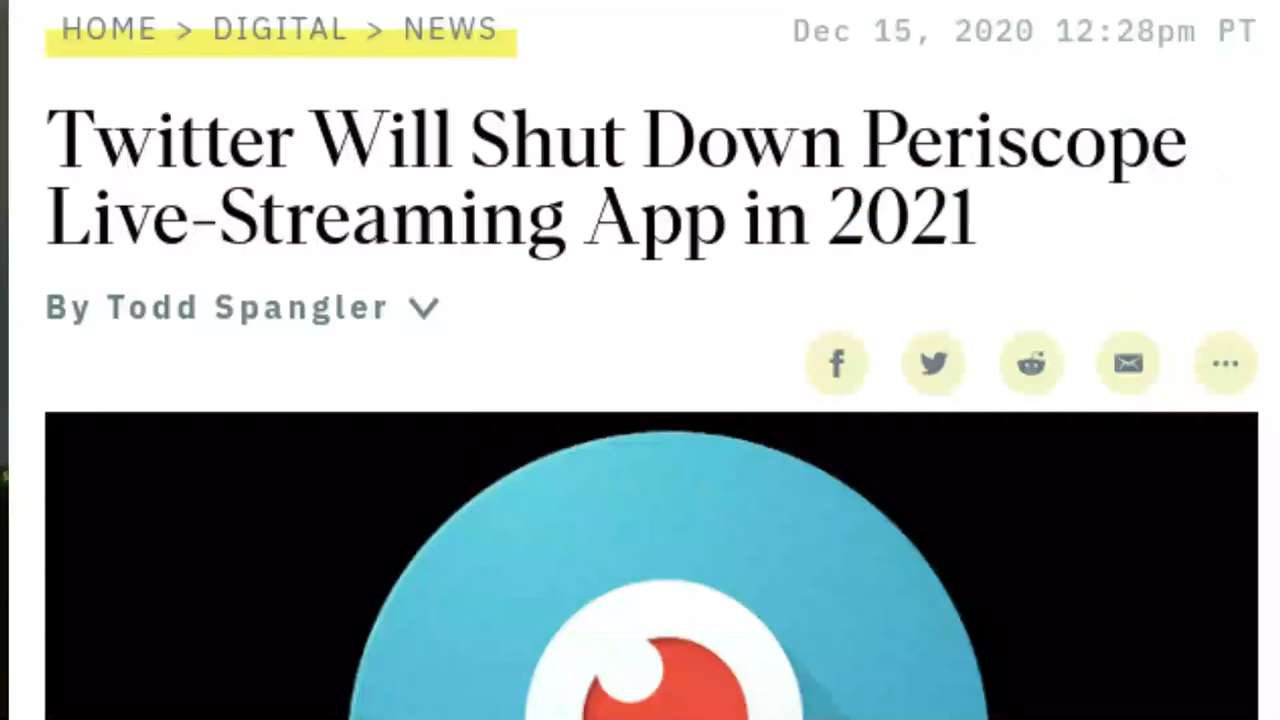 HOME > DIGITAL > NEWS
Dec 15, 2020 12:28pm PT
Twitter Will Shut Down Periscope
Live-Streaming App in 2021
By Todd Spangler